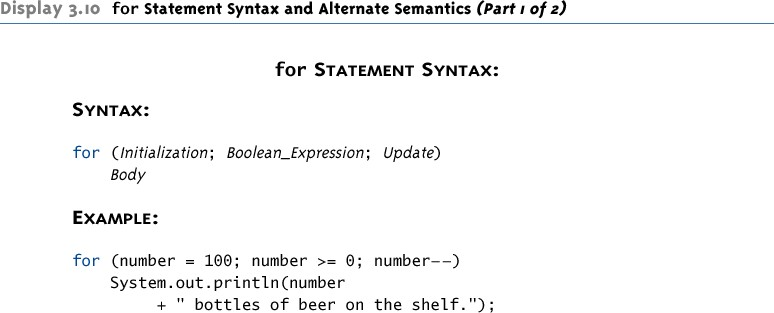 Display 3.10 for Statement Syntax and Alternate Semantics (Part 1 of 2)
for STATEMENT SYNTAX:
SYNTAX:
for (Initialization; Boolean_Expression; Update)
Body
EXAMPLE:
for (number = 100; number >= 0; number--)
System.out.println(number
+ " bottles of beer on the shelf.");